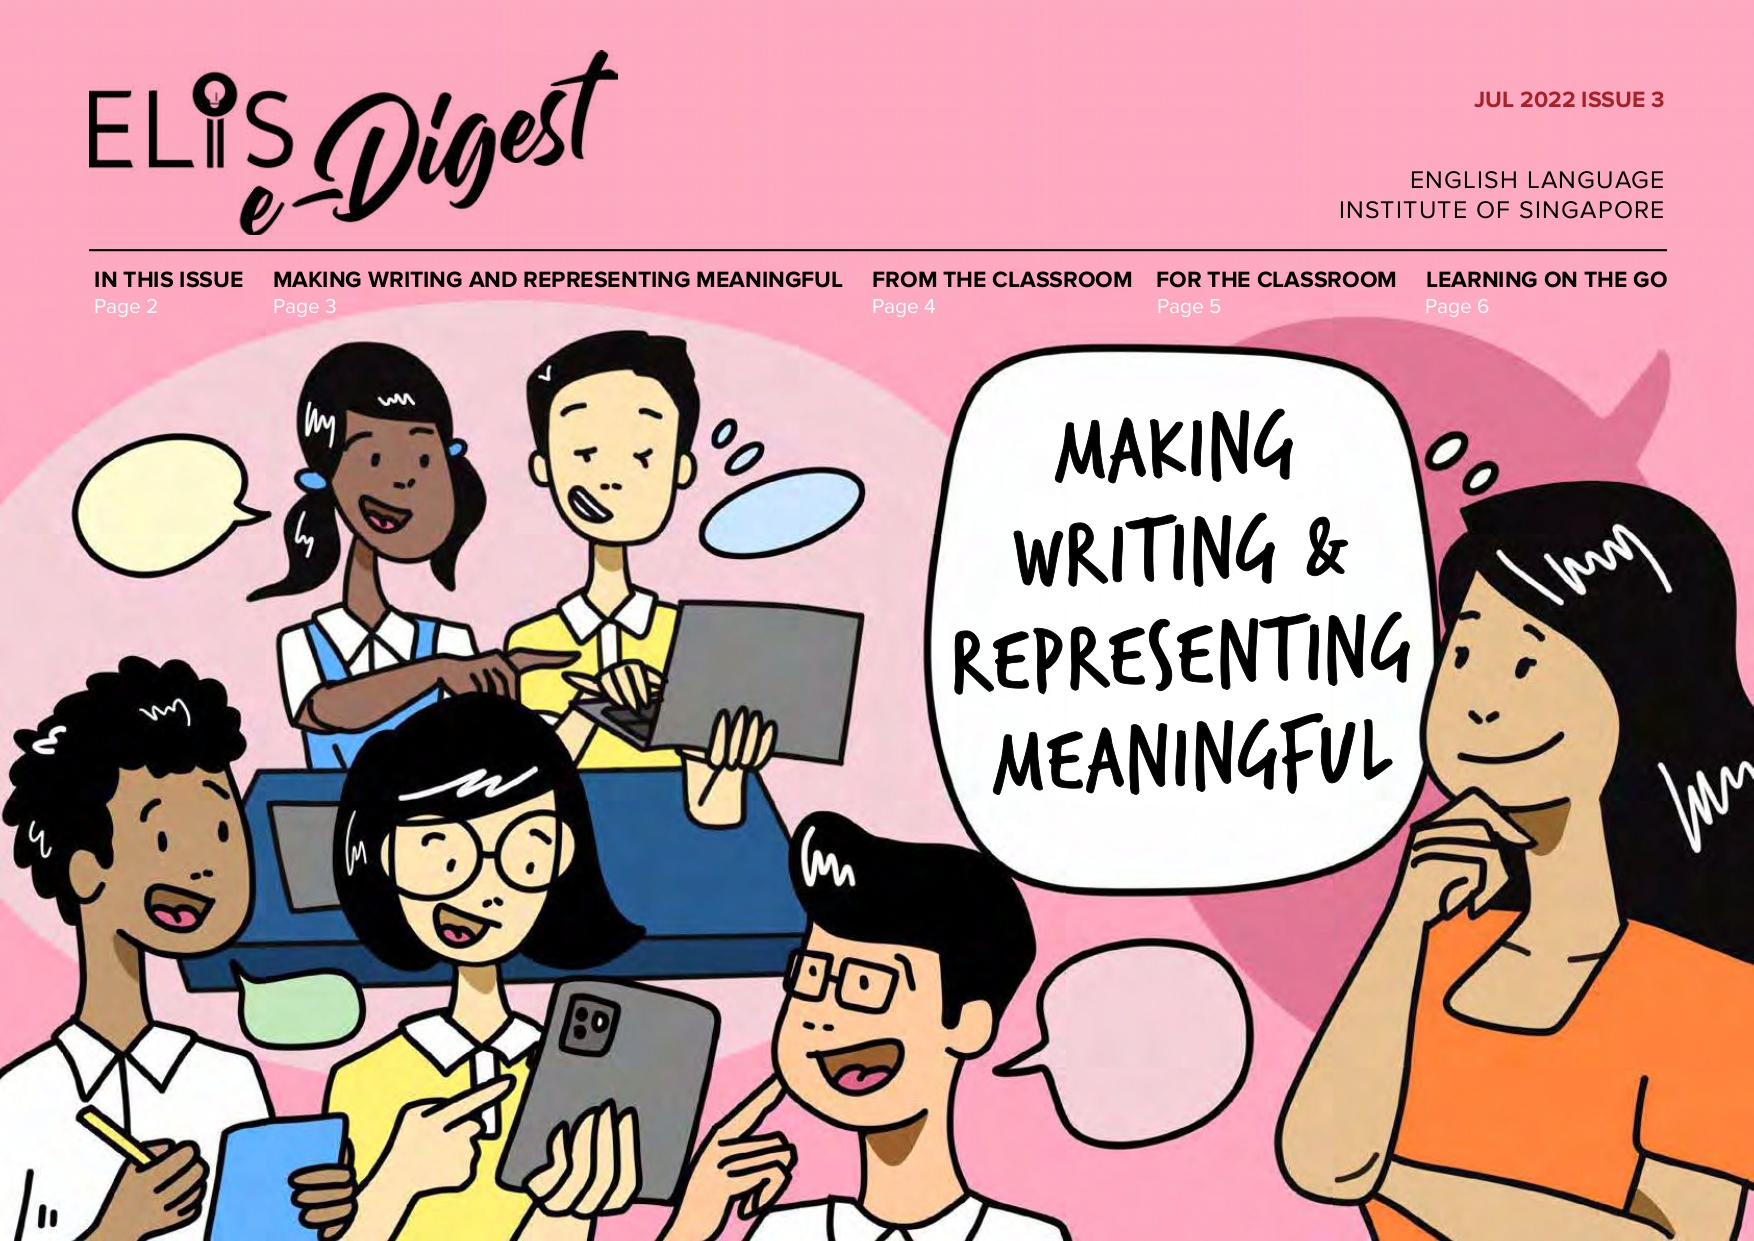 ELiS
e-Digest
JUL 2022 ISSUE 3
ENGLISH LANGUAGE
INSTITUTE OF SINGAPORE
IN THIS ISSUE
Page 2
MAKING WRITING AND REPRESENTING MEANINGFUL
Page 3
FROM THE CLASSROOM
Page 4
FOR THE CLASSROOM
Page 5
LEARNING ON THE GO
Page 6
MAKING
WRITING &
REPRESENTING
MEANINGFUL